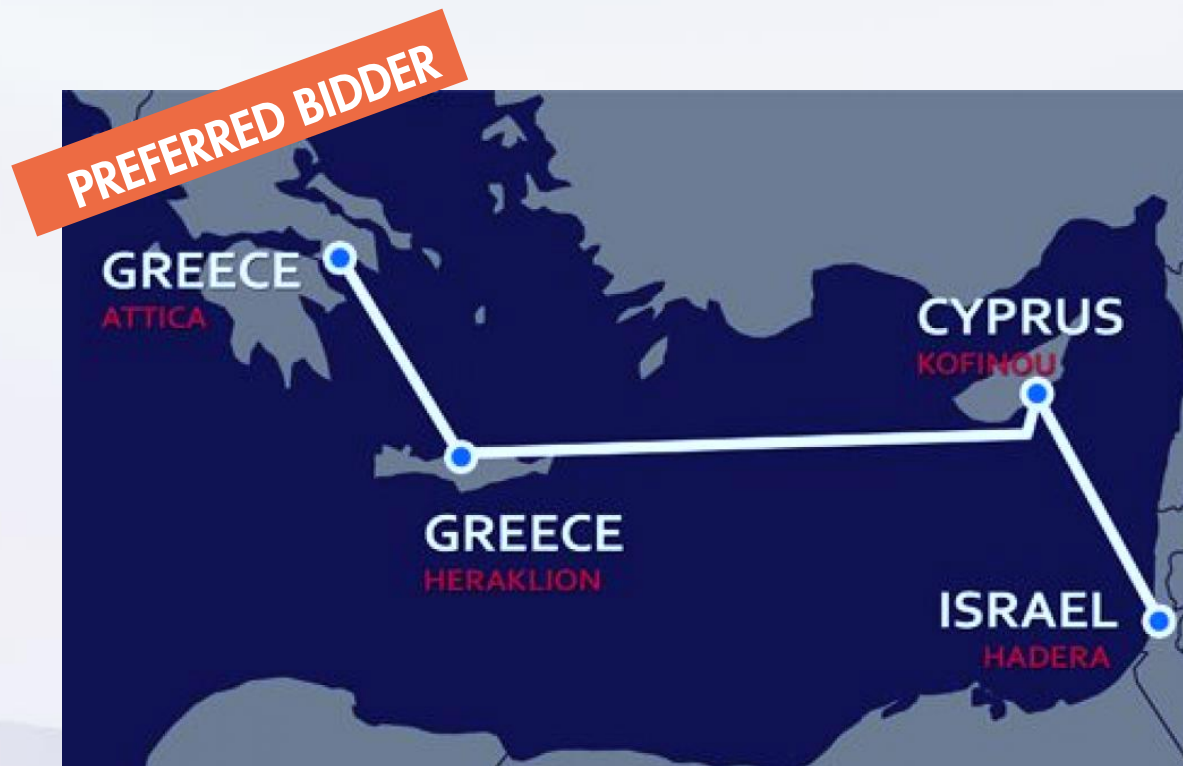 PREFERRED BIDDER
GREECE
ATTICA
CYPRUS
KOFINOU
GREECE
HERAKLION
ISRAEL
HADERA